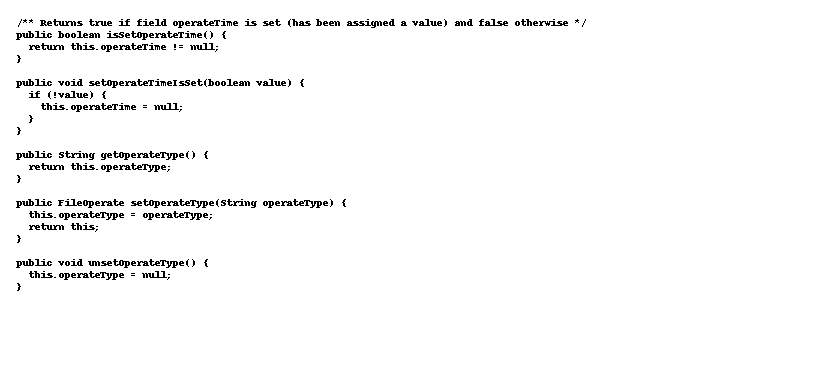 /** Returns true if field operateTime is set (has been assigned a value) and false otherwise */
public boolean isSetOperateTime() {
  return this.operateTime != null;
}

public void setOperateTimeIsSet(boolean value) {
  if (!value) {
    this.operateTime = null;
  }
}

public String getOperateType() {
  return this.operateType;
}

public FileOperate setOperateType(String operateType) {
  this.operateType = operateType;
  return this;
}

public void unsetOperateType() {
  this.operateType = null;
}